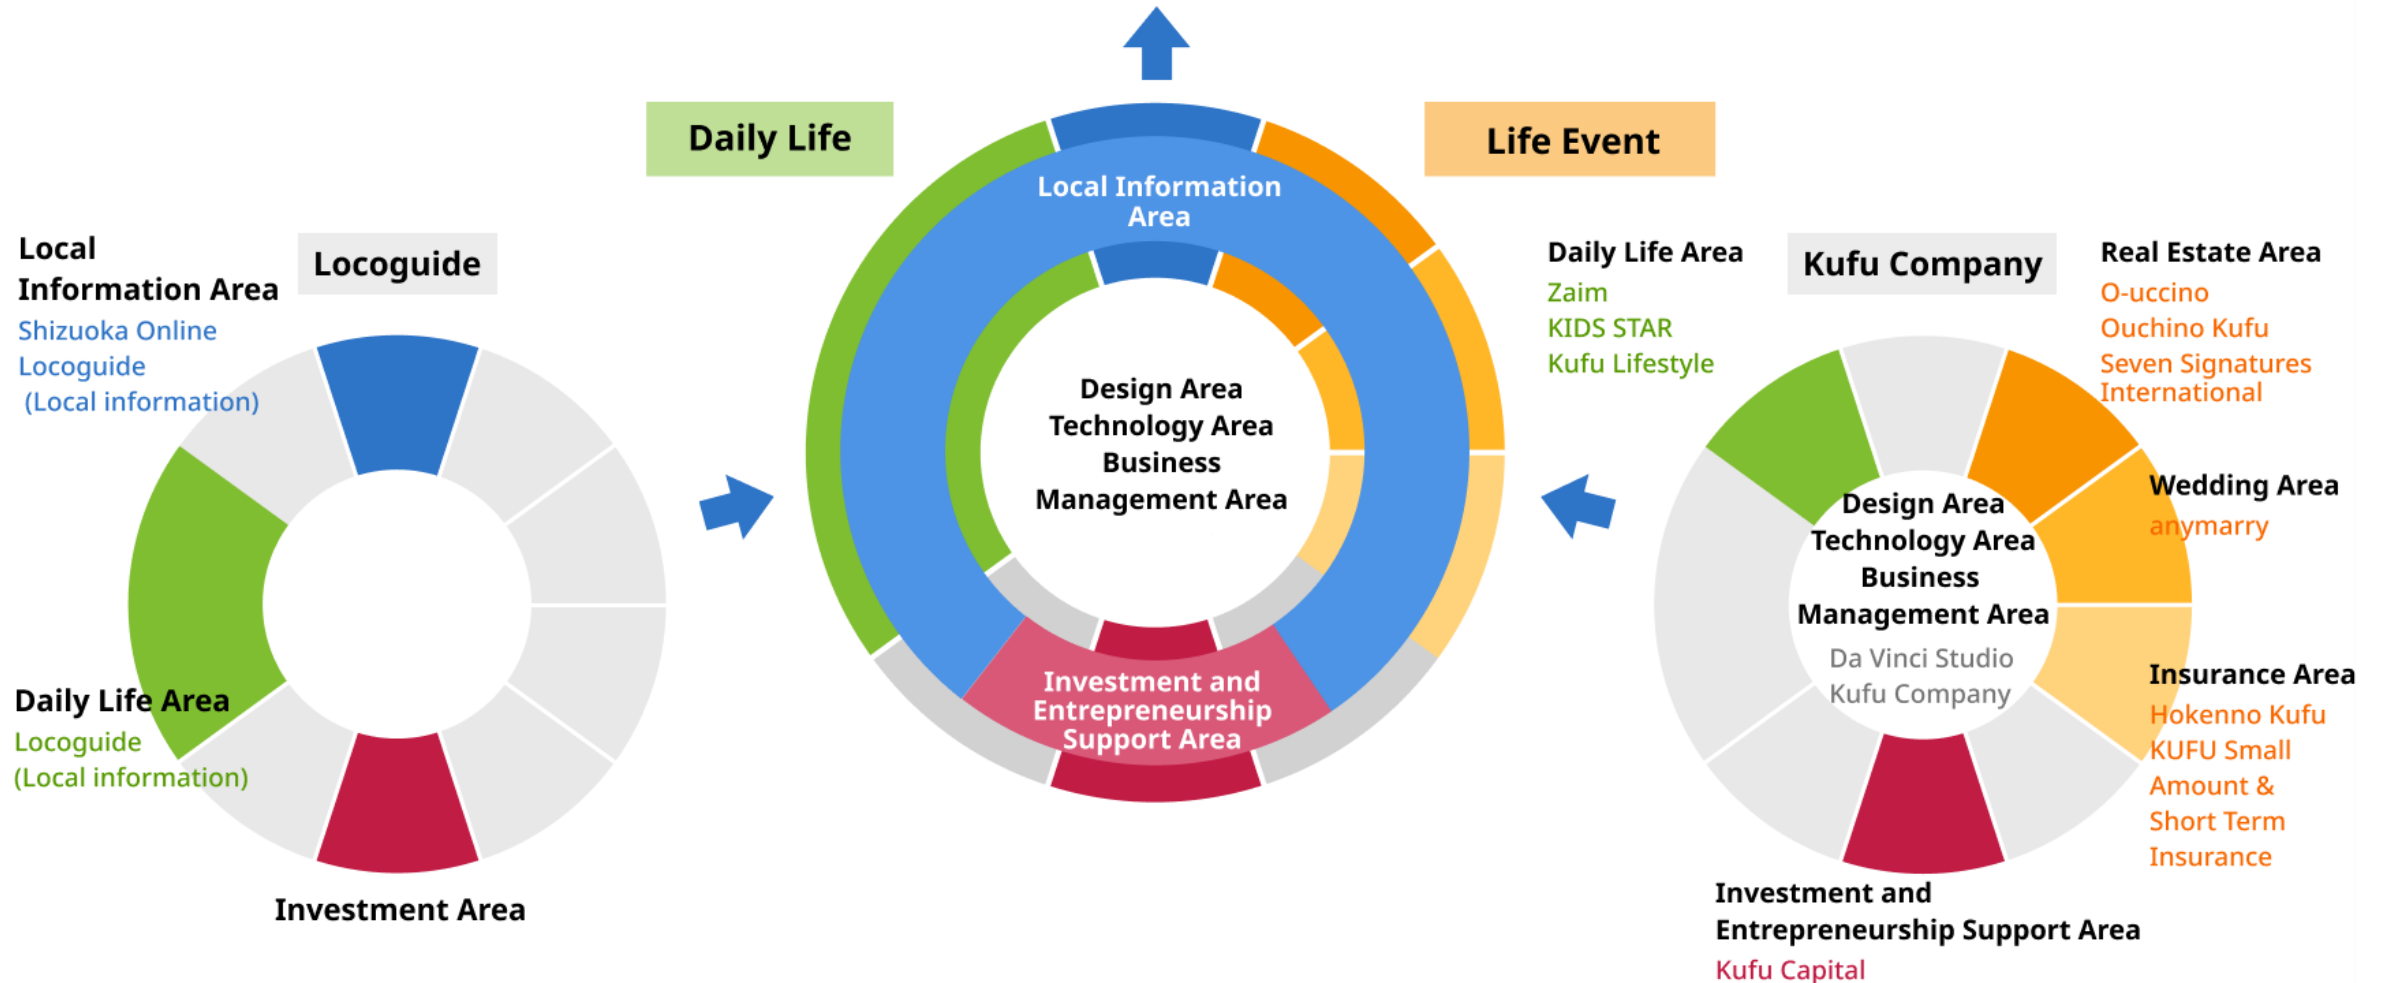 Daily Life
Life Event
Local Information
Area
Design Area
Technology Area
Business
Management Area
Investment and
Entrepreneurship
Support Area
Locoguide
Local
Information Area
Shizuoka Online
Locoguide
(Local information)
Daily Life Area
Locoguide
(Local information)
Investment Area
Kufu Company
Daily Life Area
Zaim
KIDS STAR
Kufu Lifestyle
Real Estate Area
O-uccino
Ouchino Kufu
Seven Signatures
International
Wedding Area
anymarry
Design Area
Technology Area
Business
Management Area
Da Vinci Studio
Kufu Company
Insurance Area
Hokenno Kufu
KUFU Small
Amount &
Short Term
Insurance
Investment and
Entrepreneurship Support Area
Kufu Capital